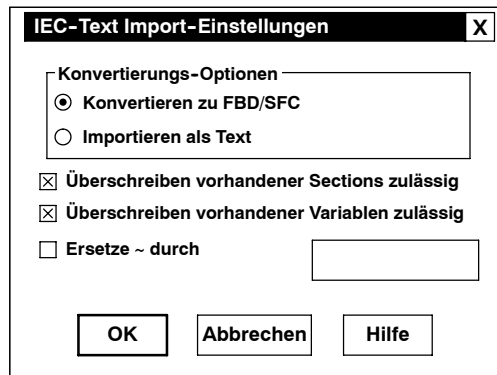 IEC-Text Import-Einstellungen X
Konvertierungs-Optionen
Konvertieren zu FBD/SFC
Importieren als Text
Überschreiben vorhandener Sections zulässig
Überschreiben vorhandener Variablen zulässig
Ersetze ~ durch
OK Abbrechen Hilfe